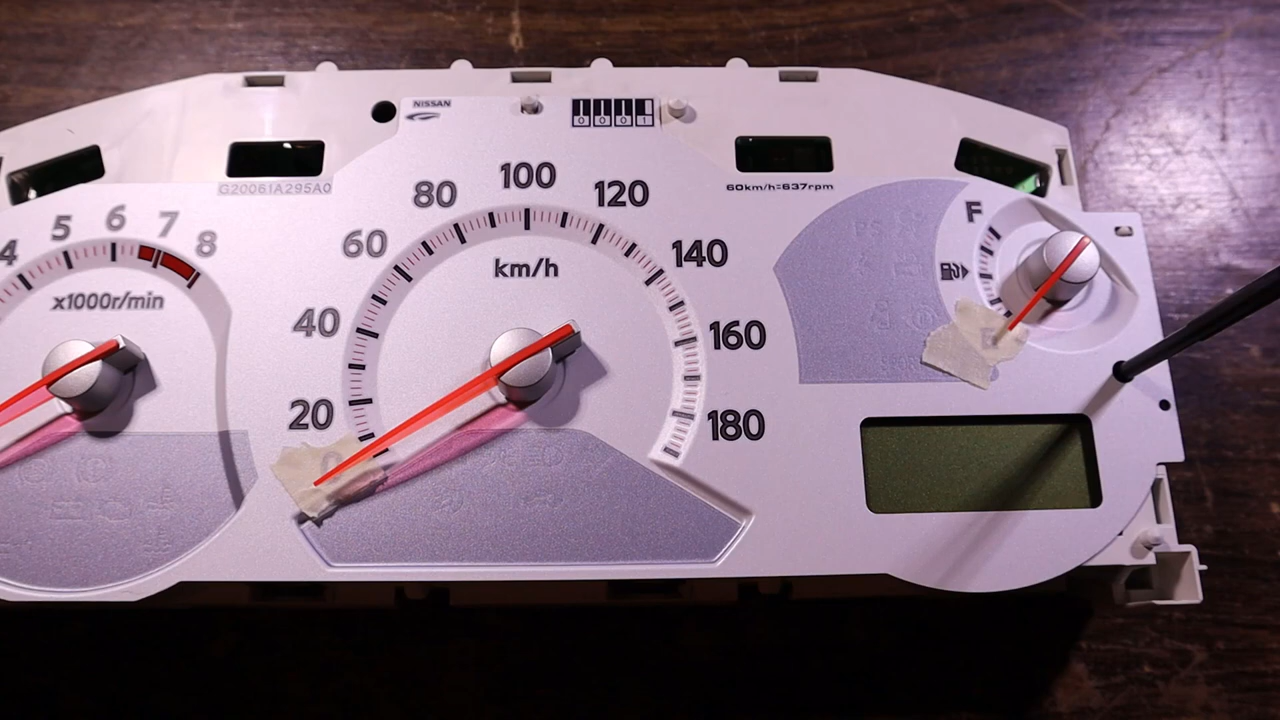 NISSAN
0001
G20061A295A0
60km/h=637rpm
4 5 6 7 8
x1000r/min
20 40 60 80 100 120 140 160 180
km/h
F